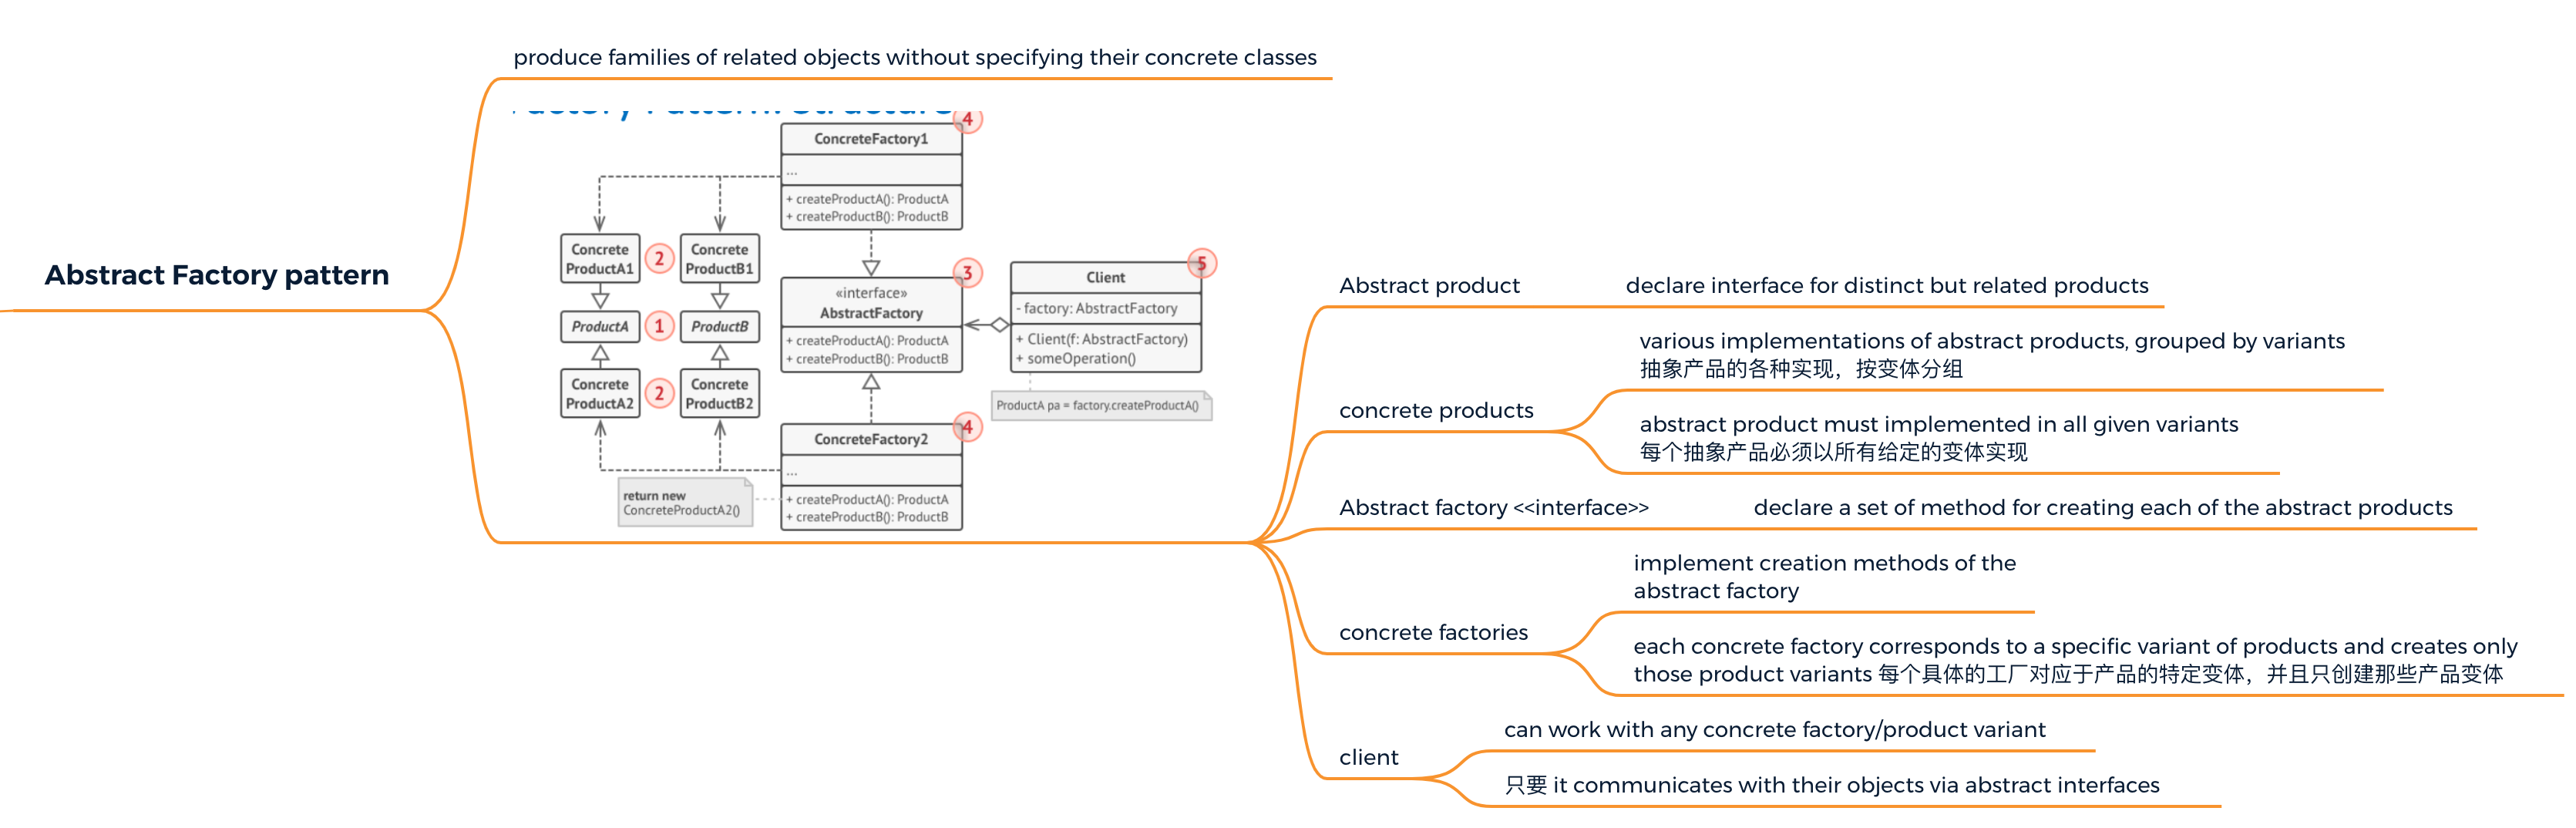 produce families of related objects without specifying their concrete classes
Factory Pattern: Structure
4
ConcreteFactory1
...
+ createProductA(): ProductA
+ createProductB(): ProductB
Concrete
ProductA1
2
Concrete
ProductB1
ProductA
1
ProductB
Concrete
ProductA2
2
Concrete
ProductB2
3
«interface»
AbstractFactory
+ createProductA(): ProductA
+ createProductB(): ProductB
5
Client
- factory: AbstractFactory
+ Client(f: AbstractFactory)
+ someOperation()
ProductA pa = factory.createProductA()
4
ConcreteFactory2
...
+ createProductA(): ProductA
+ createProductB(): ProductB
return new
ConcreteProductA2()
Abstract Factory pattern
Abstract product
declare interface for distinct but related products
concrete products
various implementations of abstract products, grouped by variants
抽象产品的各种实现，按变体分组
abstract product must implemented in all given variants
每个抽象产品必须以所有给定的变体实现
Abstract factory <<interface>>
declare a set of method for creating each of the abstract products
concrete factories
implement creation methods of the
abstract factory
each concrete factory corresponds to a specific variant of products and creates only
those product variants 每个具体的工厂对应于产品的特定变体，并且只创建那些产品变体
client
can work with any concrete factory/product variant
只要 it communicates with their objects via abstract interfaces